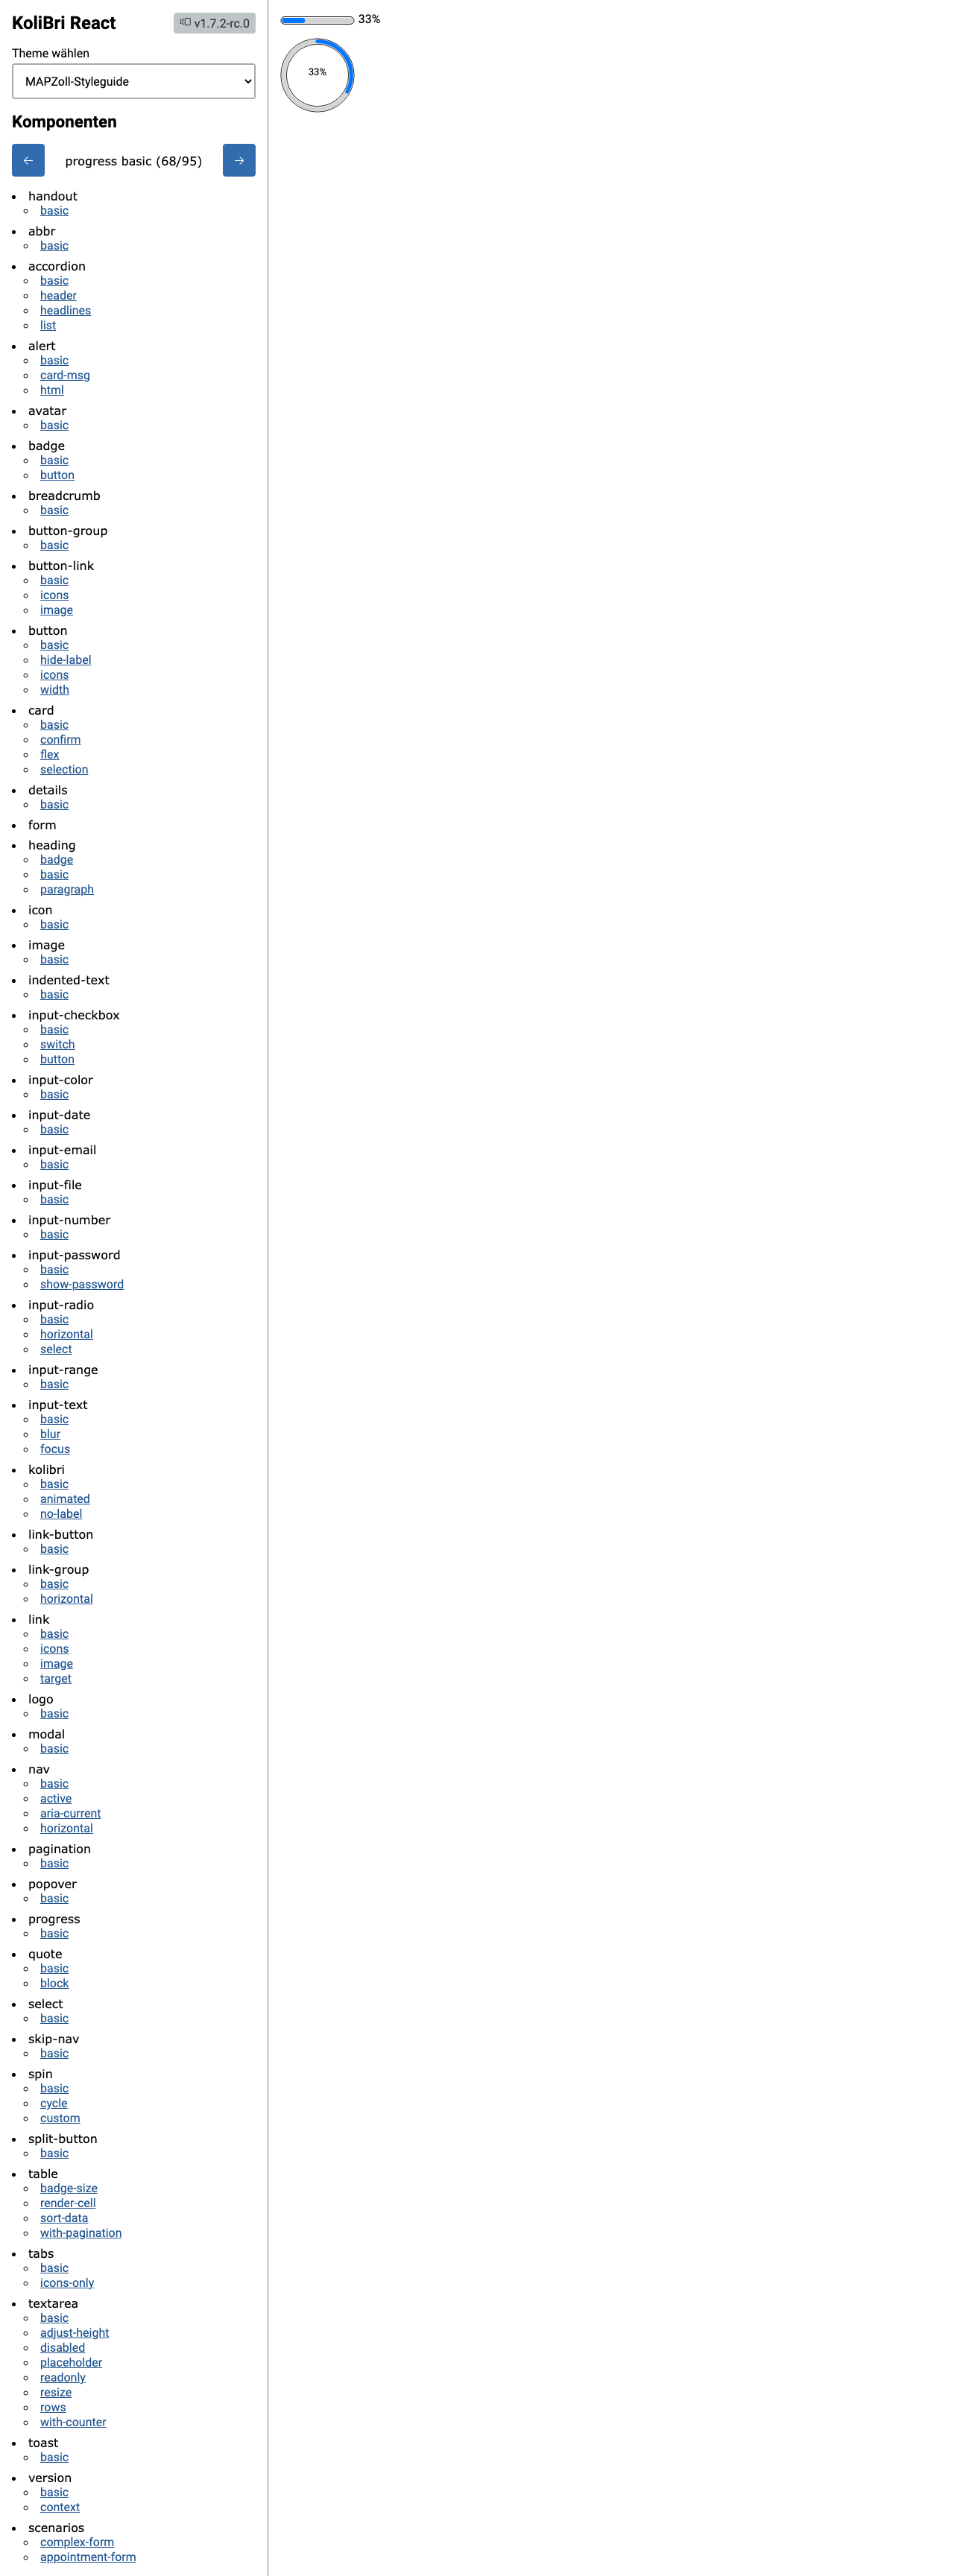 KoliBri React
v1.7.2-rc.0
Theme wählen
MAPZoll-Styleguide
Komponenten
← progress basic (68/95) →
handout
basic
abbr
basic
accordion
basic
header
headlines
list
alert
basic
card-msg
html
avatar
basic
badge
basic
button
breadcrumb
basic
button-group
basic
button-link
basic
icons
image
button
basic
hide-label
icons
width
card
basic
confirm
flex
selection
details
basic
form
heading
badge
basic
paragraph
icon
basic
image
basic
indented-text
basic
input-checkbox
basic
switch
button
input-color
basic
input-date
basic
input-email
basic
input-file
basic
input-number
basic
input-password
basic
show-password
input-radio
basic
horizontal
select
input-range
basic
input-text
basic
blur
focus
kolibri
basic
animated
no-label
link-button
basic
link-group
basic
horizontal
link
basic
icons
image
target
logo
basic
modal
basic
nav
basic
active
aria-current
horizontal
pagination
basic
popover
basic
progress
basic
quote
basic
block
select
basic
skip-nav
basic
spin
basic
cycle
custom
split-button
basic
table
badge-size
render-cell
sort-data
with-pagination
tabs
basic
icons-only
textarea
basic
adjust-height
disabled
placeholder
readonly
resize
rows
with-counter
toast
basic
version
basic
context
scenarios
complex-form
appointment-form
33%
33%